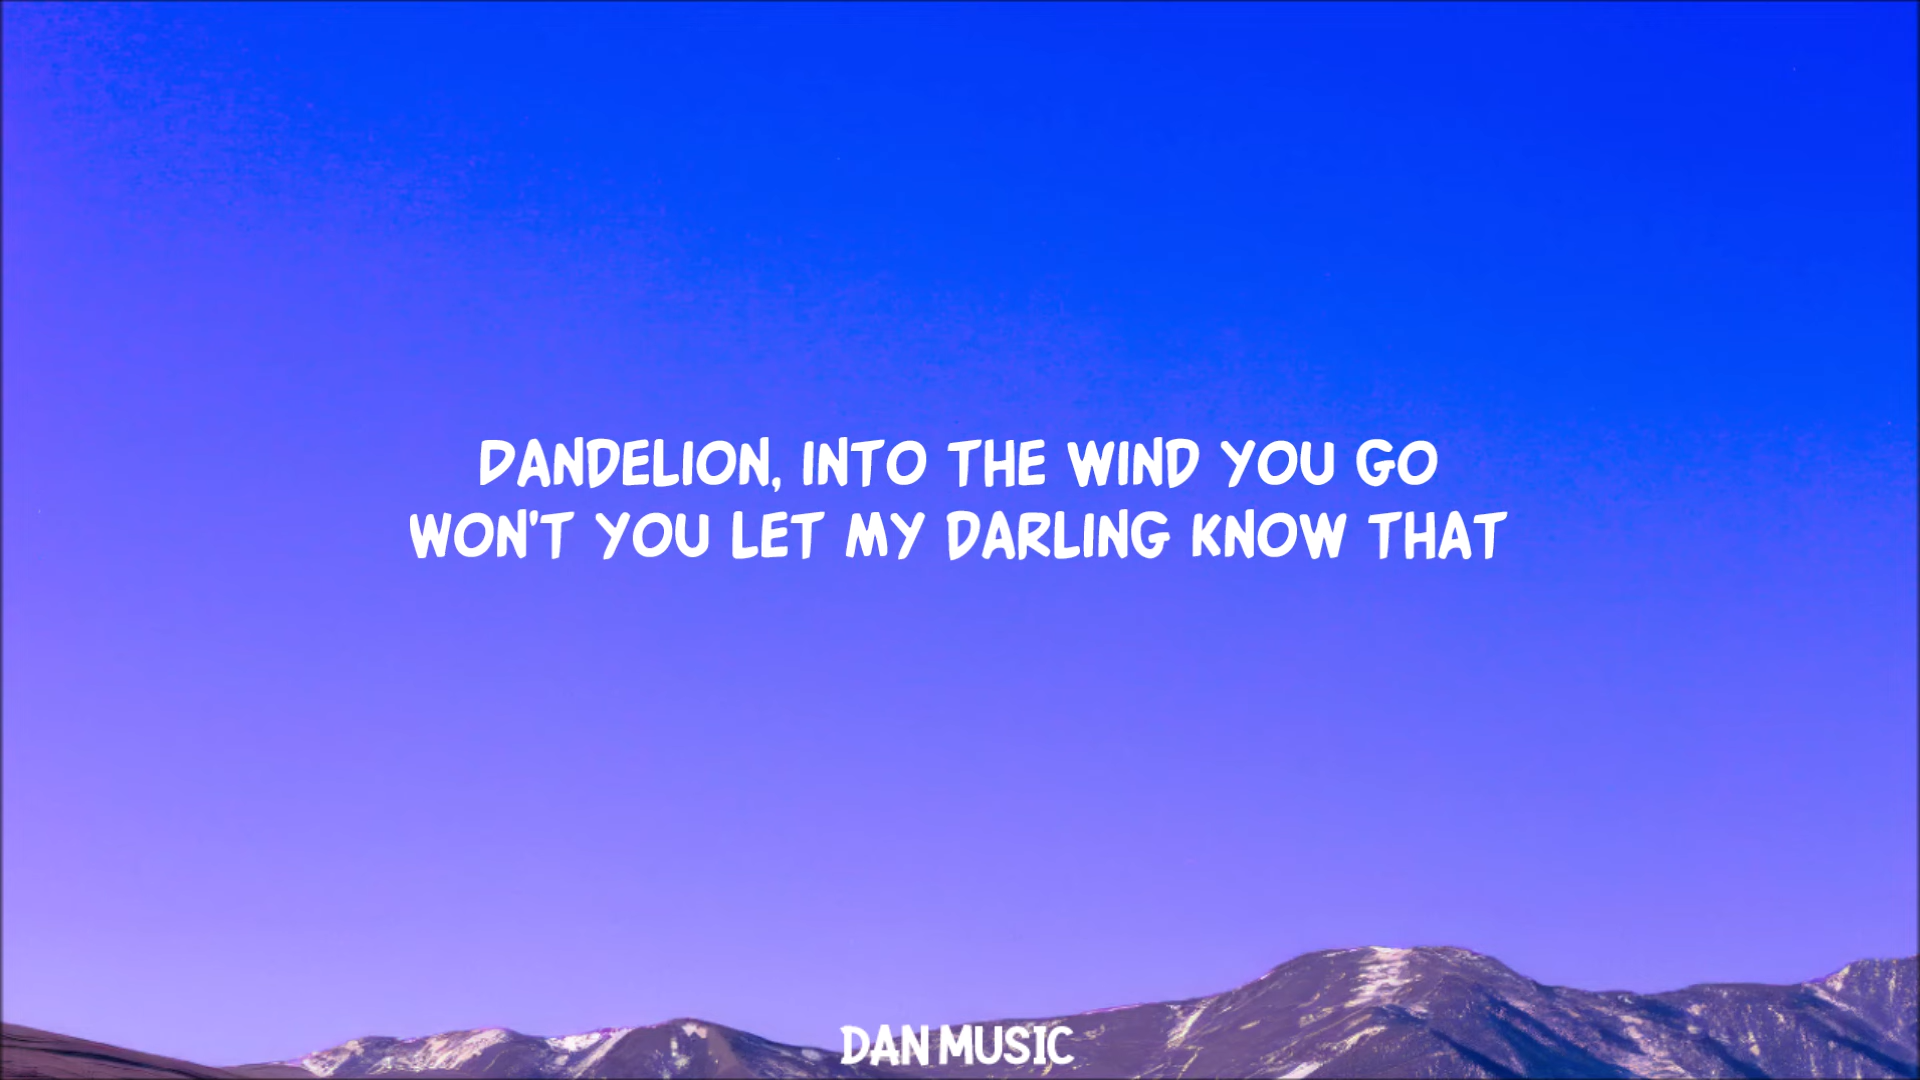 DANDELION, INTO THE WIND YOU GO
WON'T YOU LET MY DARLING KNOW THAT
DAN MUSIC